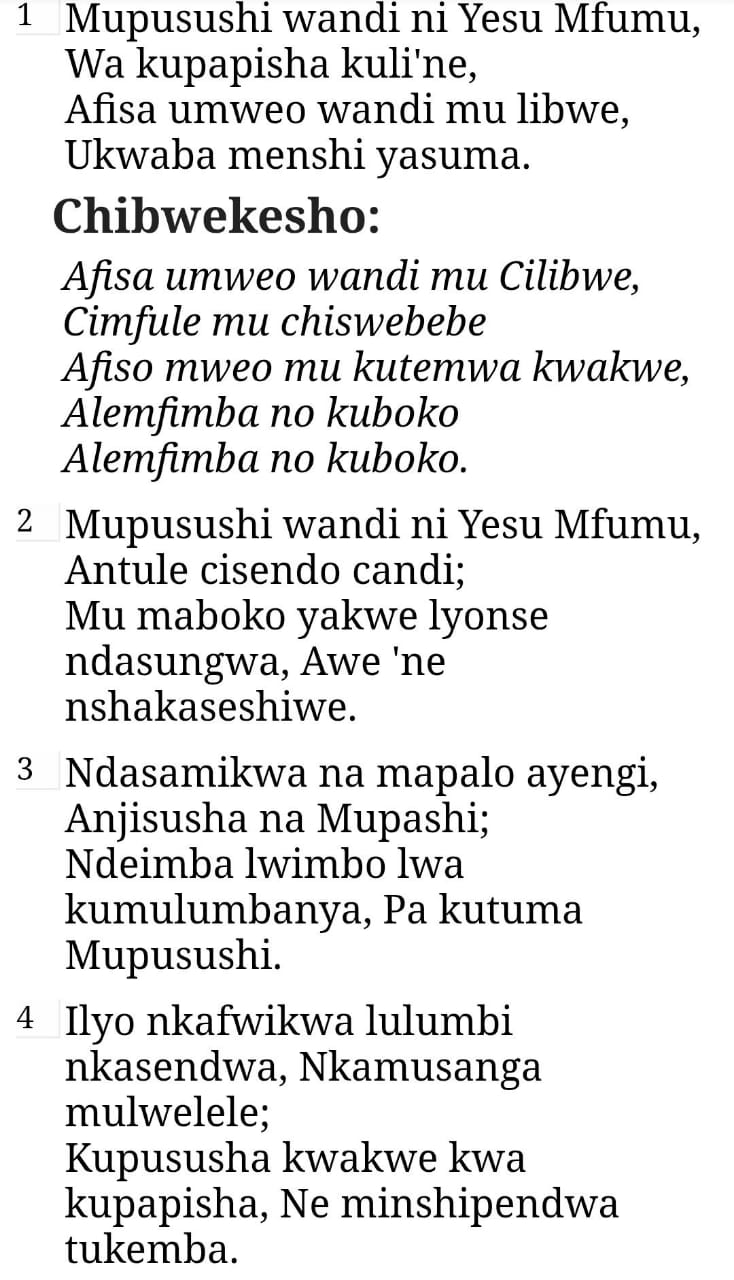 1 Mupusushi wandi ni Yesu Mfumu,
Wa kupapisha kuli'ne,
Afisa umweo wandi mu libwe,
Ukwaba menshi yasuma.
Chibwekesho:
Afisa umweo wandi mu Cilibwe,
Cimfule mu chiswebebe
Afiso mweo mu kutemwa kwakwe,
Alemfimba no kuboko
Alemfimba no kuboko.
2 Mupusushi wandi ni Yesu Mfumu,
Antule cisendo candi;
Mu maboko yakwe lyonse
ndasungwa, Awe 'ne
nshakaseshiwe.
3 Ndasamikwa na mapalo ayengi,
Anjisusha na Mupashi;
Ndeimba lwimbo lwa
kumulumbanya, Pa kutuma
Mupusushi.
4 Ilyo nkafwikwa lulumbi
nkasendwa, Nkamusanga
mulwelele;
Kupususha kwakwe kwa
kupapisha, Ne minshipendwa
tukemba.